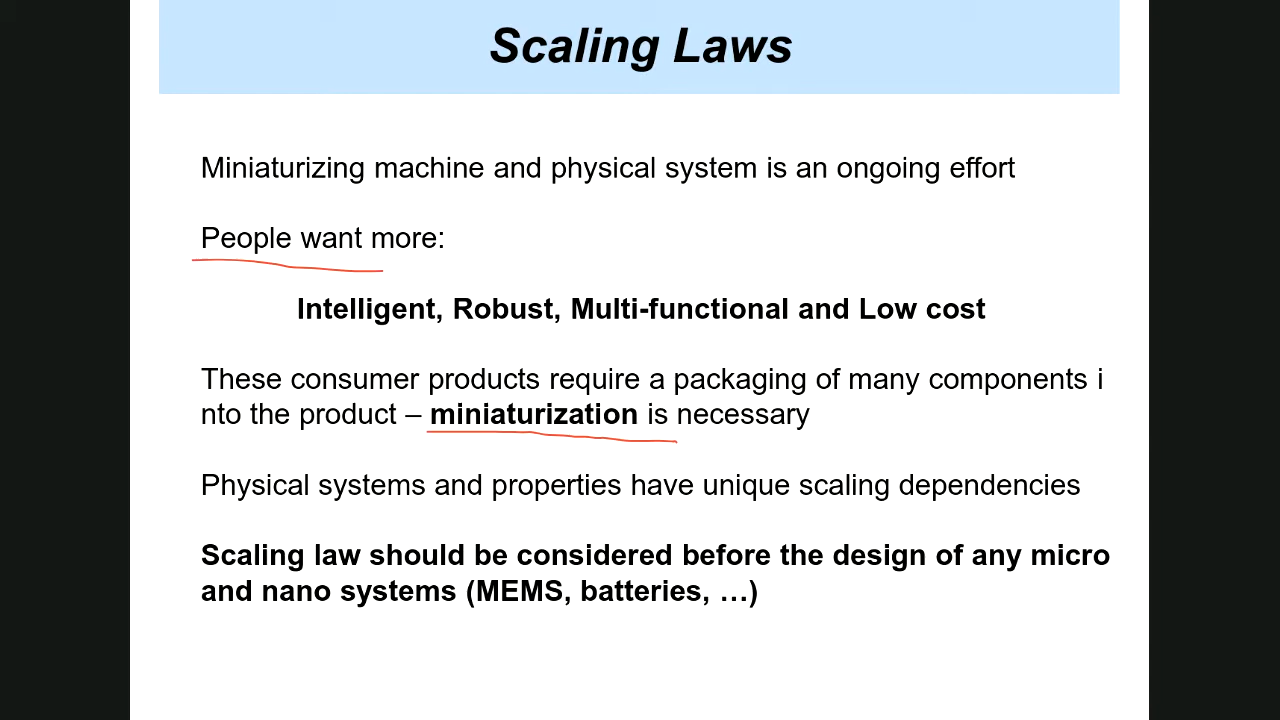 Scaling Laws
Miniaturizing machine and physical system is an ongoing effort
People want more:
Intelligent, Robust, Multi-functional and Low cost
These consumer products require a packaging of many components i
nto the product – miniaturization is necessary
Physical systems and properties have unique scaling dependencies
Scaling law should be considered before the design of any micro
and nano systems (MEMS, batteries, …)